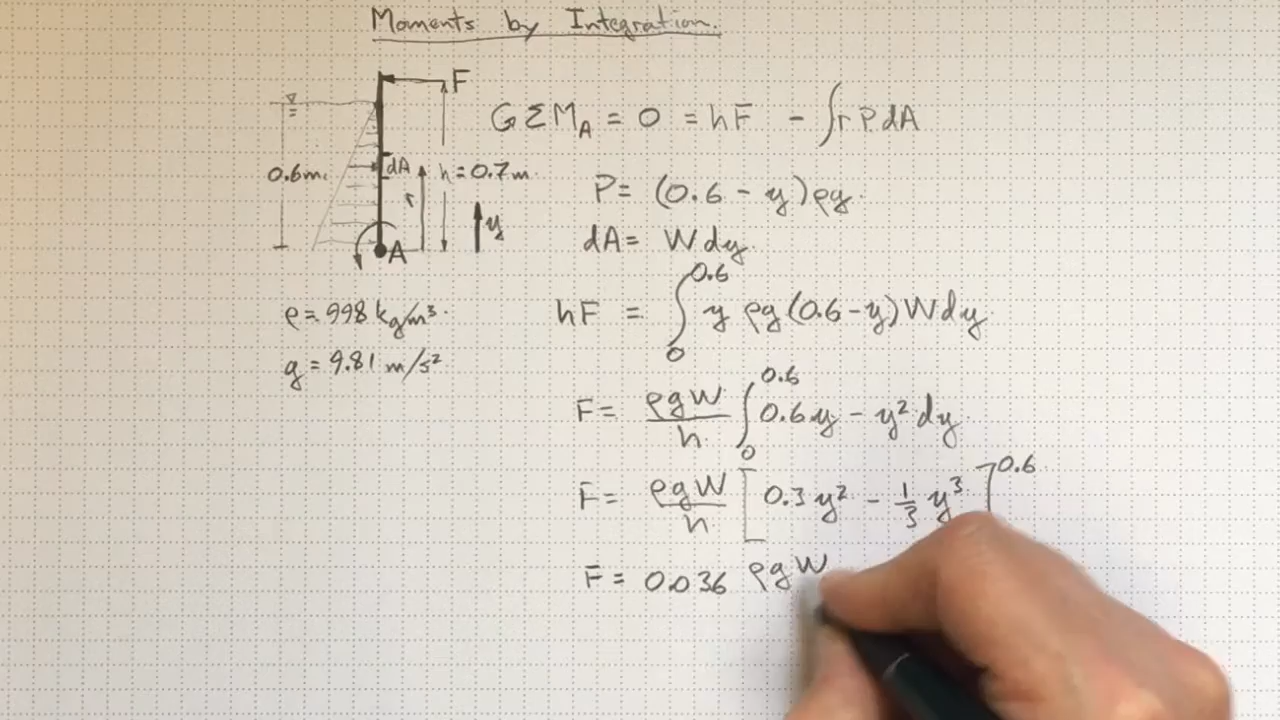 Moments by Integration.
F
↺ΣM_A = 0 = hF - ∫r P dA
0.6m.
dA
h = 0.7m.
r
P = (0.6 - y)ρg.
y
A
dA = W dy.
ρ = 998 kg/m³.
hF = ∫₀^0.6 y ρg(0.6 - y) W dy.
g = 9.81 m/s²
F = ρgW/h ∫₀^0.6 0.6y - y² dy.
F = ρgW/h [0.3y² - 1/3 y³]^0.6
F = 0.036 ρgW